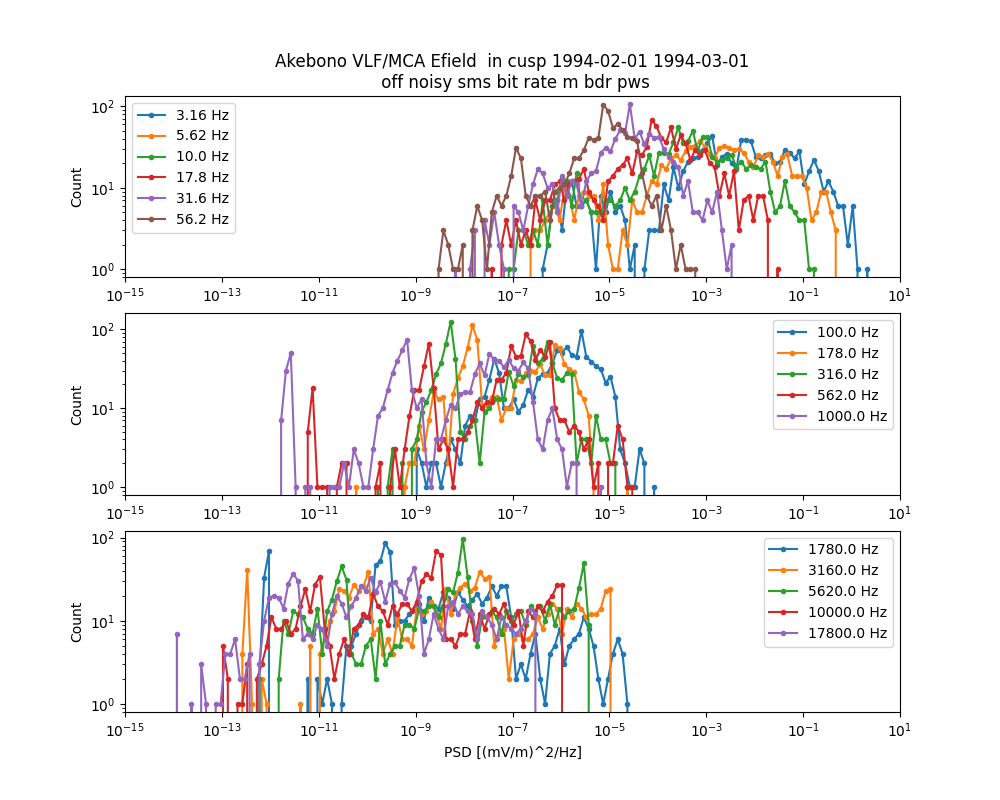 Akebono VLF/MCA Efield  in cusp 1994-02-01 1994-03-01
off noisy sms bit rate m bdr pws
Count
10^2
10^1
10^0
3.16 Hz
5.62 Hz
10.0 Hz
17.8 Hz
31.6 Hz
56.2 Hz
10^-15 10^-13 10^-11 10^-9 10^-7 10^-5 10^-3 10^-1 10^1
Count
10^2
10^1
10^0
100.0 Hz
178.0 Hz
316.0 Hz
562.0 Hz
1000.0 Hz
10^-15 10^-13 10^-11 10^-9 10^-7 10^-5 10^-3 10^-1 10^1
Count
10^2
10^1
10^0
1780.0 Hz
3160.0 Hz
5620.0 Hz
10000.0 Hz
17800.0 Hz
10^-15 10^-13 10^-11 10^-9 10^-7 10^-5 10^-3 10^-1 10^1
PSD [(mV/m)^2/Hz]